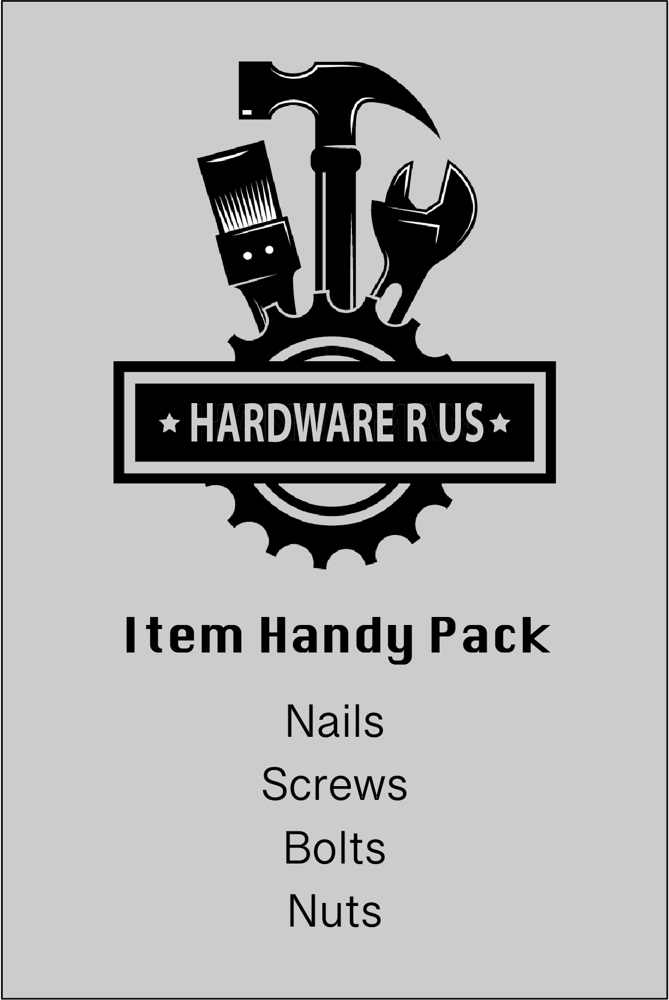 HARDWARE R US
Item Handy Pack
Nails
Screws
Bolts
Nuts